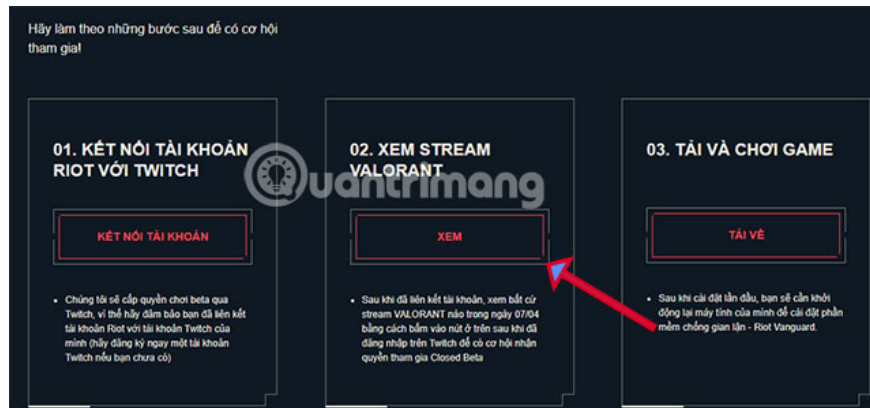 Hãy làm theo những bước sau để có cơ hội
tham gia!
01. KẾT NỐI TÀI KHOẢN
RIOT VỚI TWITCH
KẾT NỐI TÀI KHOẢN
• Chúng tôi sẽ cấp quyền chơi beta qua
Twitch, vì thế hãy đảm bảo bạn đã liên kết
tài khoản Riot với tài khoản Twitch của
mình (hãy đăng ký ngay một tài khoản
Twitch nếu bạn chưa có)
02. XEM STREAM
VALORANT
XEM
• Sau khi đã liên kết tài khoản, xem bất cứ
stream VALORANT nào trong ngày 07/04
bằng cách bấm vào nút ở trên sau khi đã
đăng nhập trên Twitch để có cơ hội nhận
quyền tham gia Closed Beta
03. TẢI VÀ CHƠI GAME
TẢI VỀ
• Sau khi cài đặt lần đầu, bạn sẽ cần khởi
động lại máy tính của mình để cài đặt phần
mềm chống gian lận - Riot Vanguard.
Quantrimang